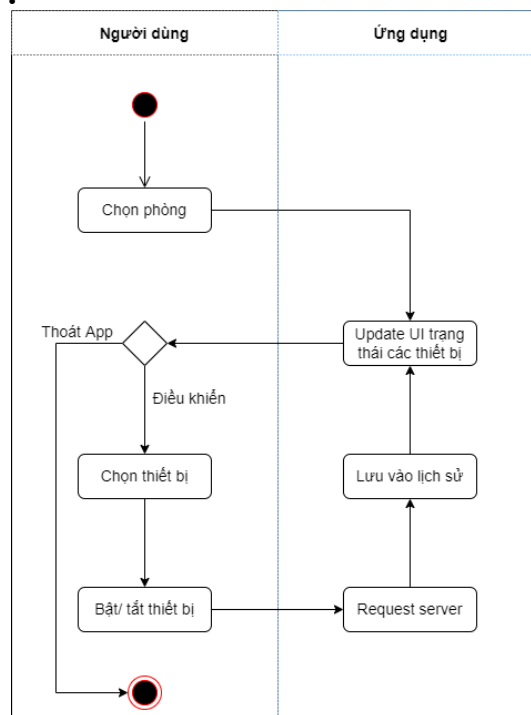 Người dùng
Ứng dụng
Chọn phòng
Thoát App
Update UI trạng
thái các thiết bị
Điều khiển
Chọn thiết bị
Lưu vào lịch sử
Bật/ tắt thiết bị
Request server